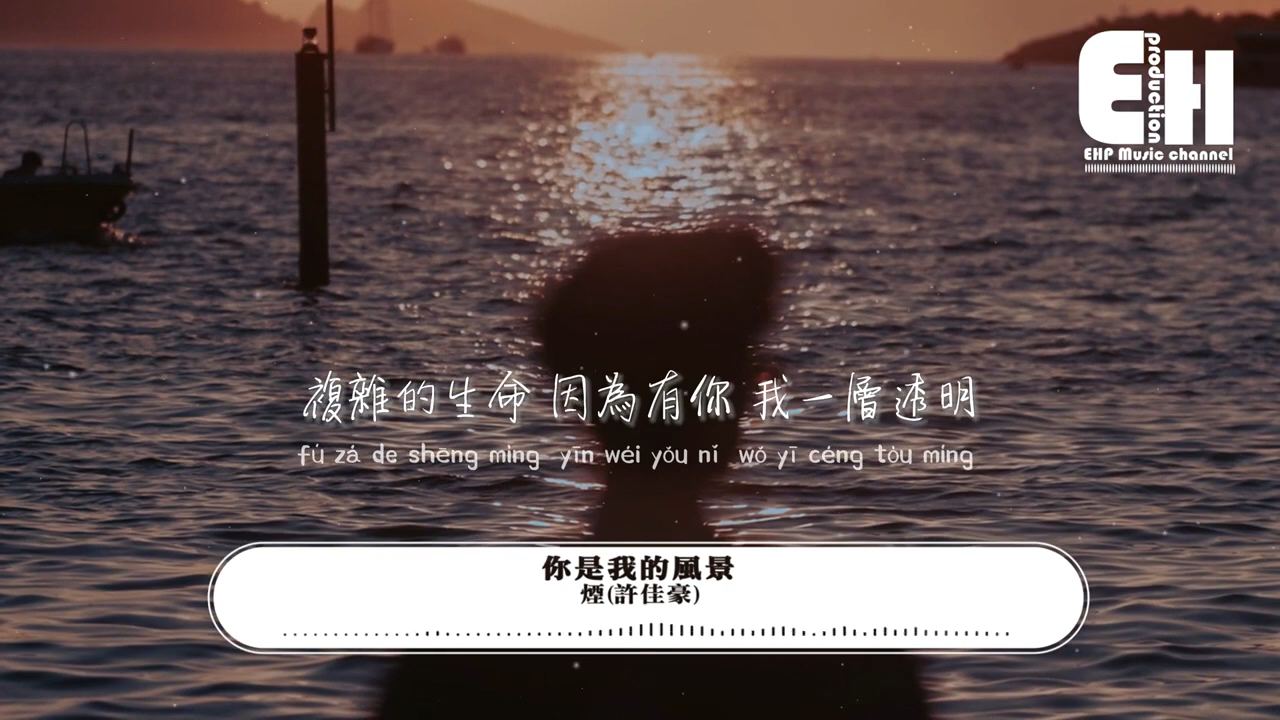 EH
production
EHP Music channel
複雜的生命 因為有你 我一層透明
fú zá de shēng mìng yīn wéi yǒu nǐ wǒ yī céng tòu míng
你是我的風景
煙(許佳豪)